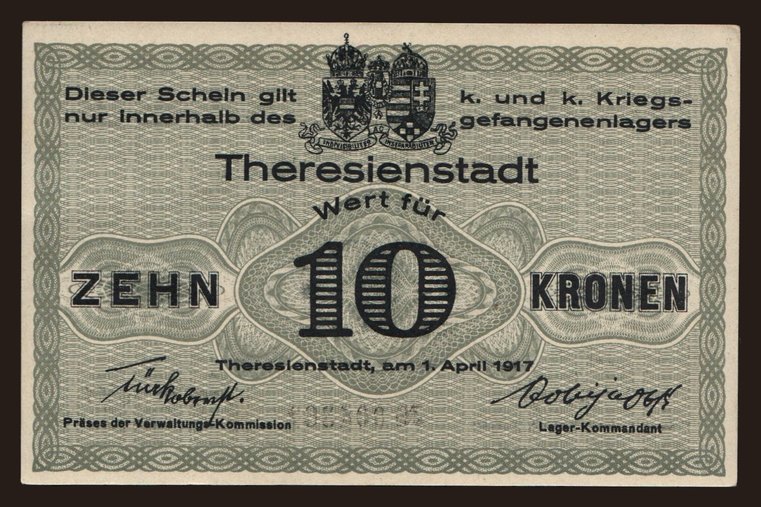 Dieser Schein gilt k. und k. Kriegs-
nur innerhalb des gefangenenlagers
Theresienstadt
Wert für
ZEHN 10 KRONEN
Theresienstadt, am 1. April 1917
Präses der Verwaltungs-Kommission
Lager-Kommandant